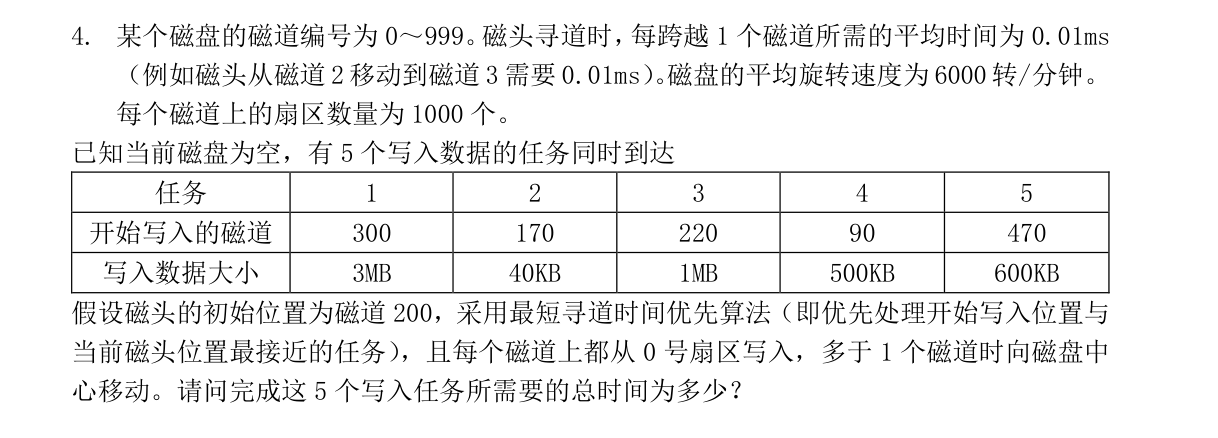 4. 某个磁盘的磁道编号为 0～999。磁头寻道时，每跨越 1 个磁道所需的平均时间为 0.01ms
（例如磁头从磁道 2 移动到磁道 3 需要 0.01ms）。磁盘的平均旋转速度为 6000 转/分钟。
每个磁道上的扇区数量为 1000 个。
已知当前磁盘为空，有 5 个写入数据的任务同时到达
任务 1 2 3 4 5
开始写入的磁道 300 170 220 90 470
写入数据大小 3MB 40KB 1MB 500KB 600KB
假设磁头的初始位置为磁道 200，采用最短寻道时间优先算法（即优先处理开始写入位置与
当前磁头位置最接近的任务），且每个磁道上都从 0 号扇区写入，多于 1 个磁道时向磁盘中
心移动。请问完成这 5 个写入任务所需要的总时间为多少？